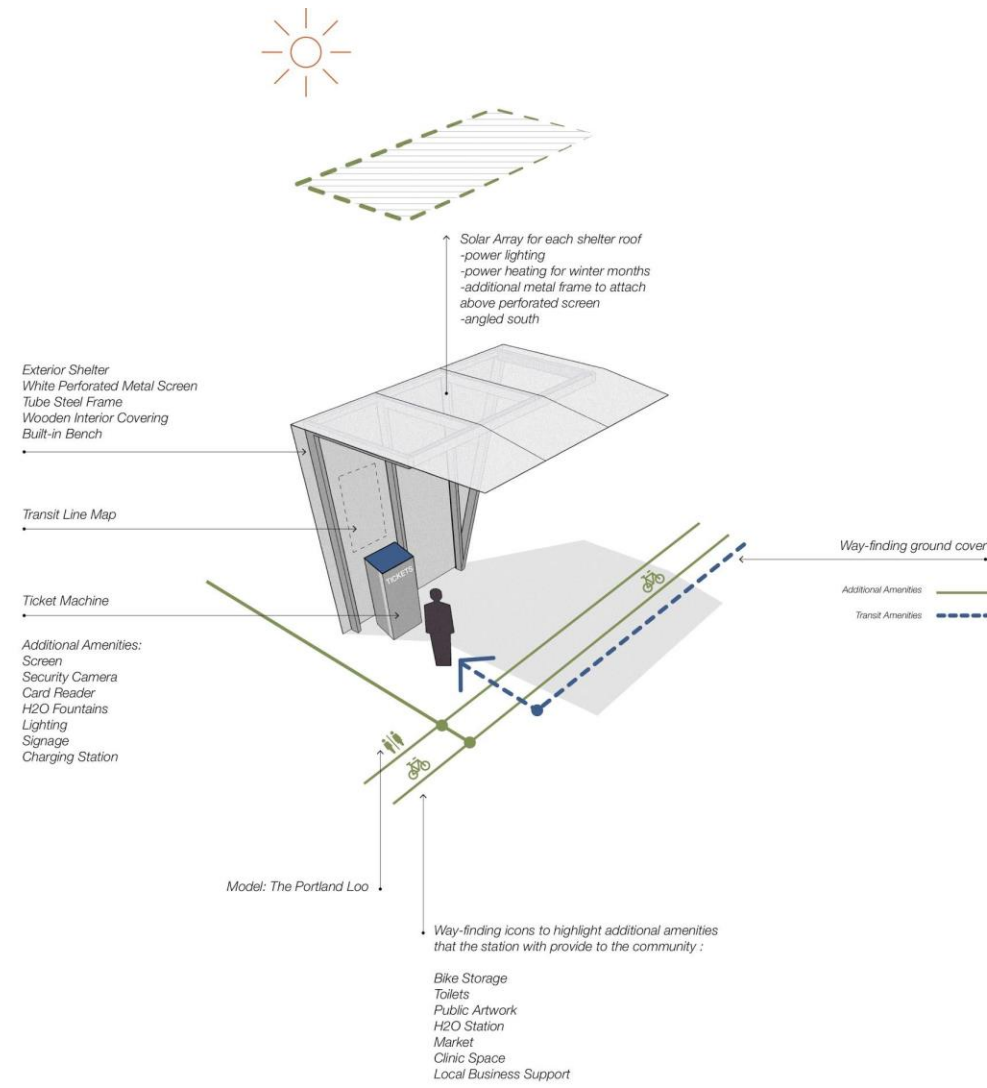 Solar Array for each shelter roof
-power lighting
-power heating for winter months
-additional metal frame to attach
above perforated screen
-angled south
Exterior Shelter
White Perforated Metal Screen
Tube Steel Frame
Wooden Interior Covering
Built-in Bench
Transit Line Map
TICKETS
Way-finding ground cover
Additional Amenities
Transit Amenities
Ticket Machine
Additional Amenities:
Screen
Security Camera
Card Reader
H2O Fountains
Lighting
Signage
Charging Station
Model: The Portland Loo
Way-finding icons to highlight additional amenities
that the station with provide to the community :
Bike Storage
Toilets
Public Artwork
H2O Station
Market
Clinic Space
Local Business Support